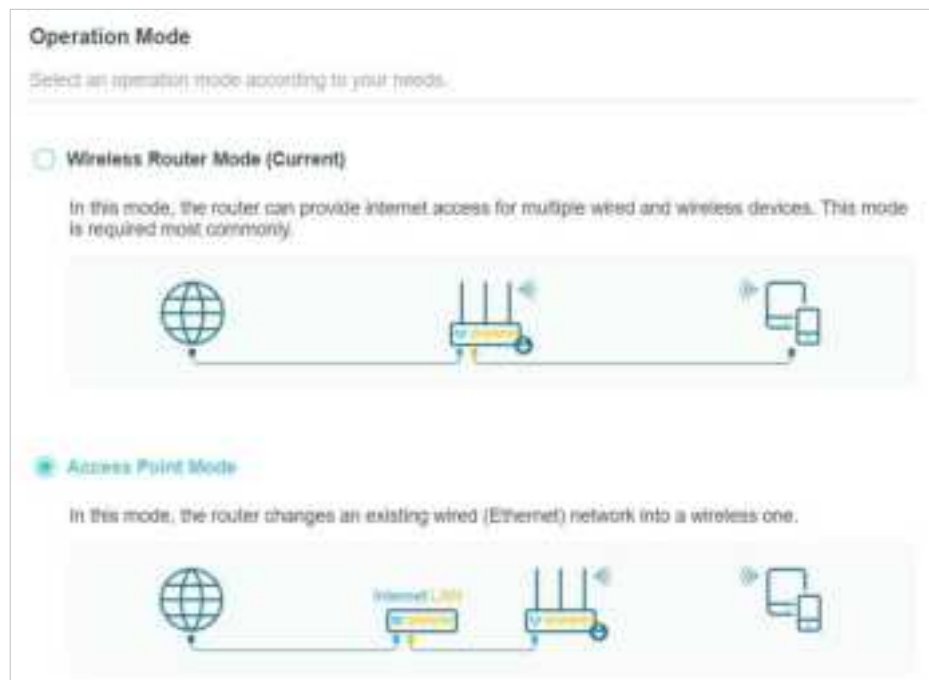 Operation Mode
Select an operation mode according to your needs.
Wireless Router Mode (Current)
In this mode, the router can provide internet access for multiple wired and wireless devices. This mode
is required most commonly.
Access Point Mode
In this mode, the router changes an existing wired (Ethernet) network into a wireless one.
Internet LAN